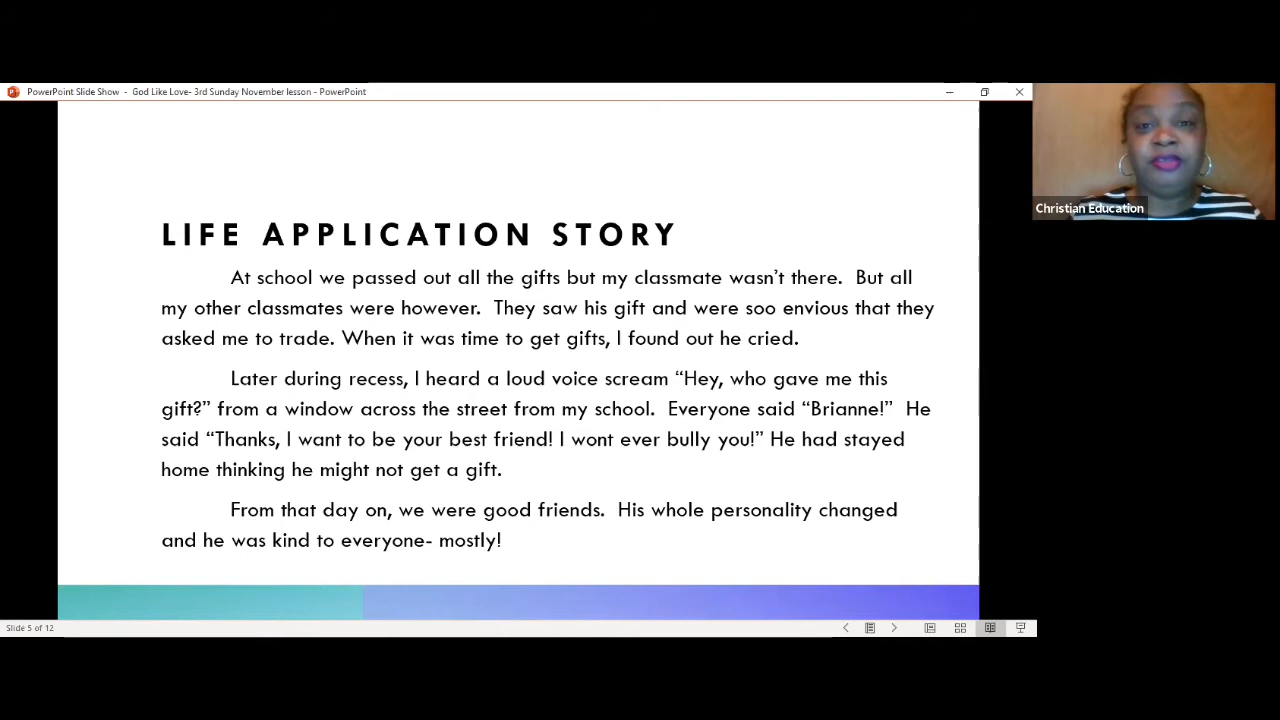 PowerPoint Slide Show - God Like Love- 3rd Sunday November lesson - PowerPoint
LIFE APPLICATION STORY
At school we passed out all the gifts but my classmate wasn’t there. But all
my other classmates were however. They saw his gift and were soo envious that they
asked me to trade. When it was time to get gifts, I found out he cried.
Later during recess, I heard a loud voice scream “Hey, who gave me this
gift?” from a window across the street from my school. Everyone said “Brianne!” He
said “Thanks, I want to be your best friend! I wont ever bully you!” He had stayed
home thinking he might not get a gift.
From that day on, we were good friends. His whole personality changed
and he was kind to everyone- mostly!
Slide 5 of 12
Christian Education